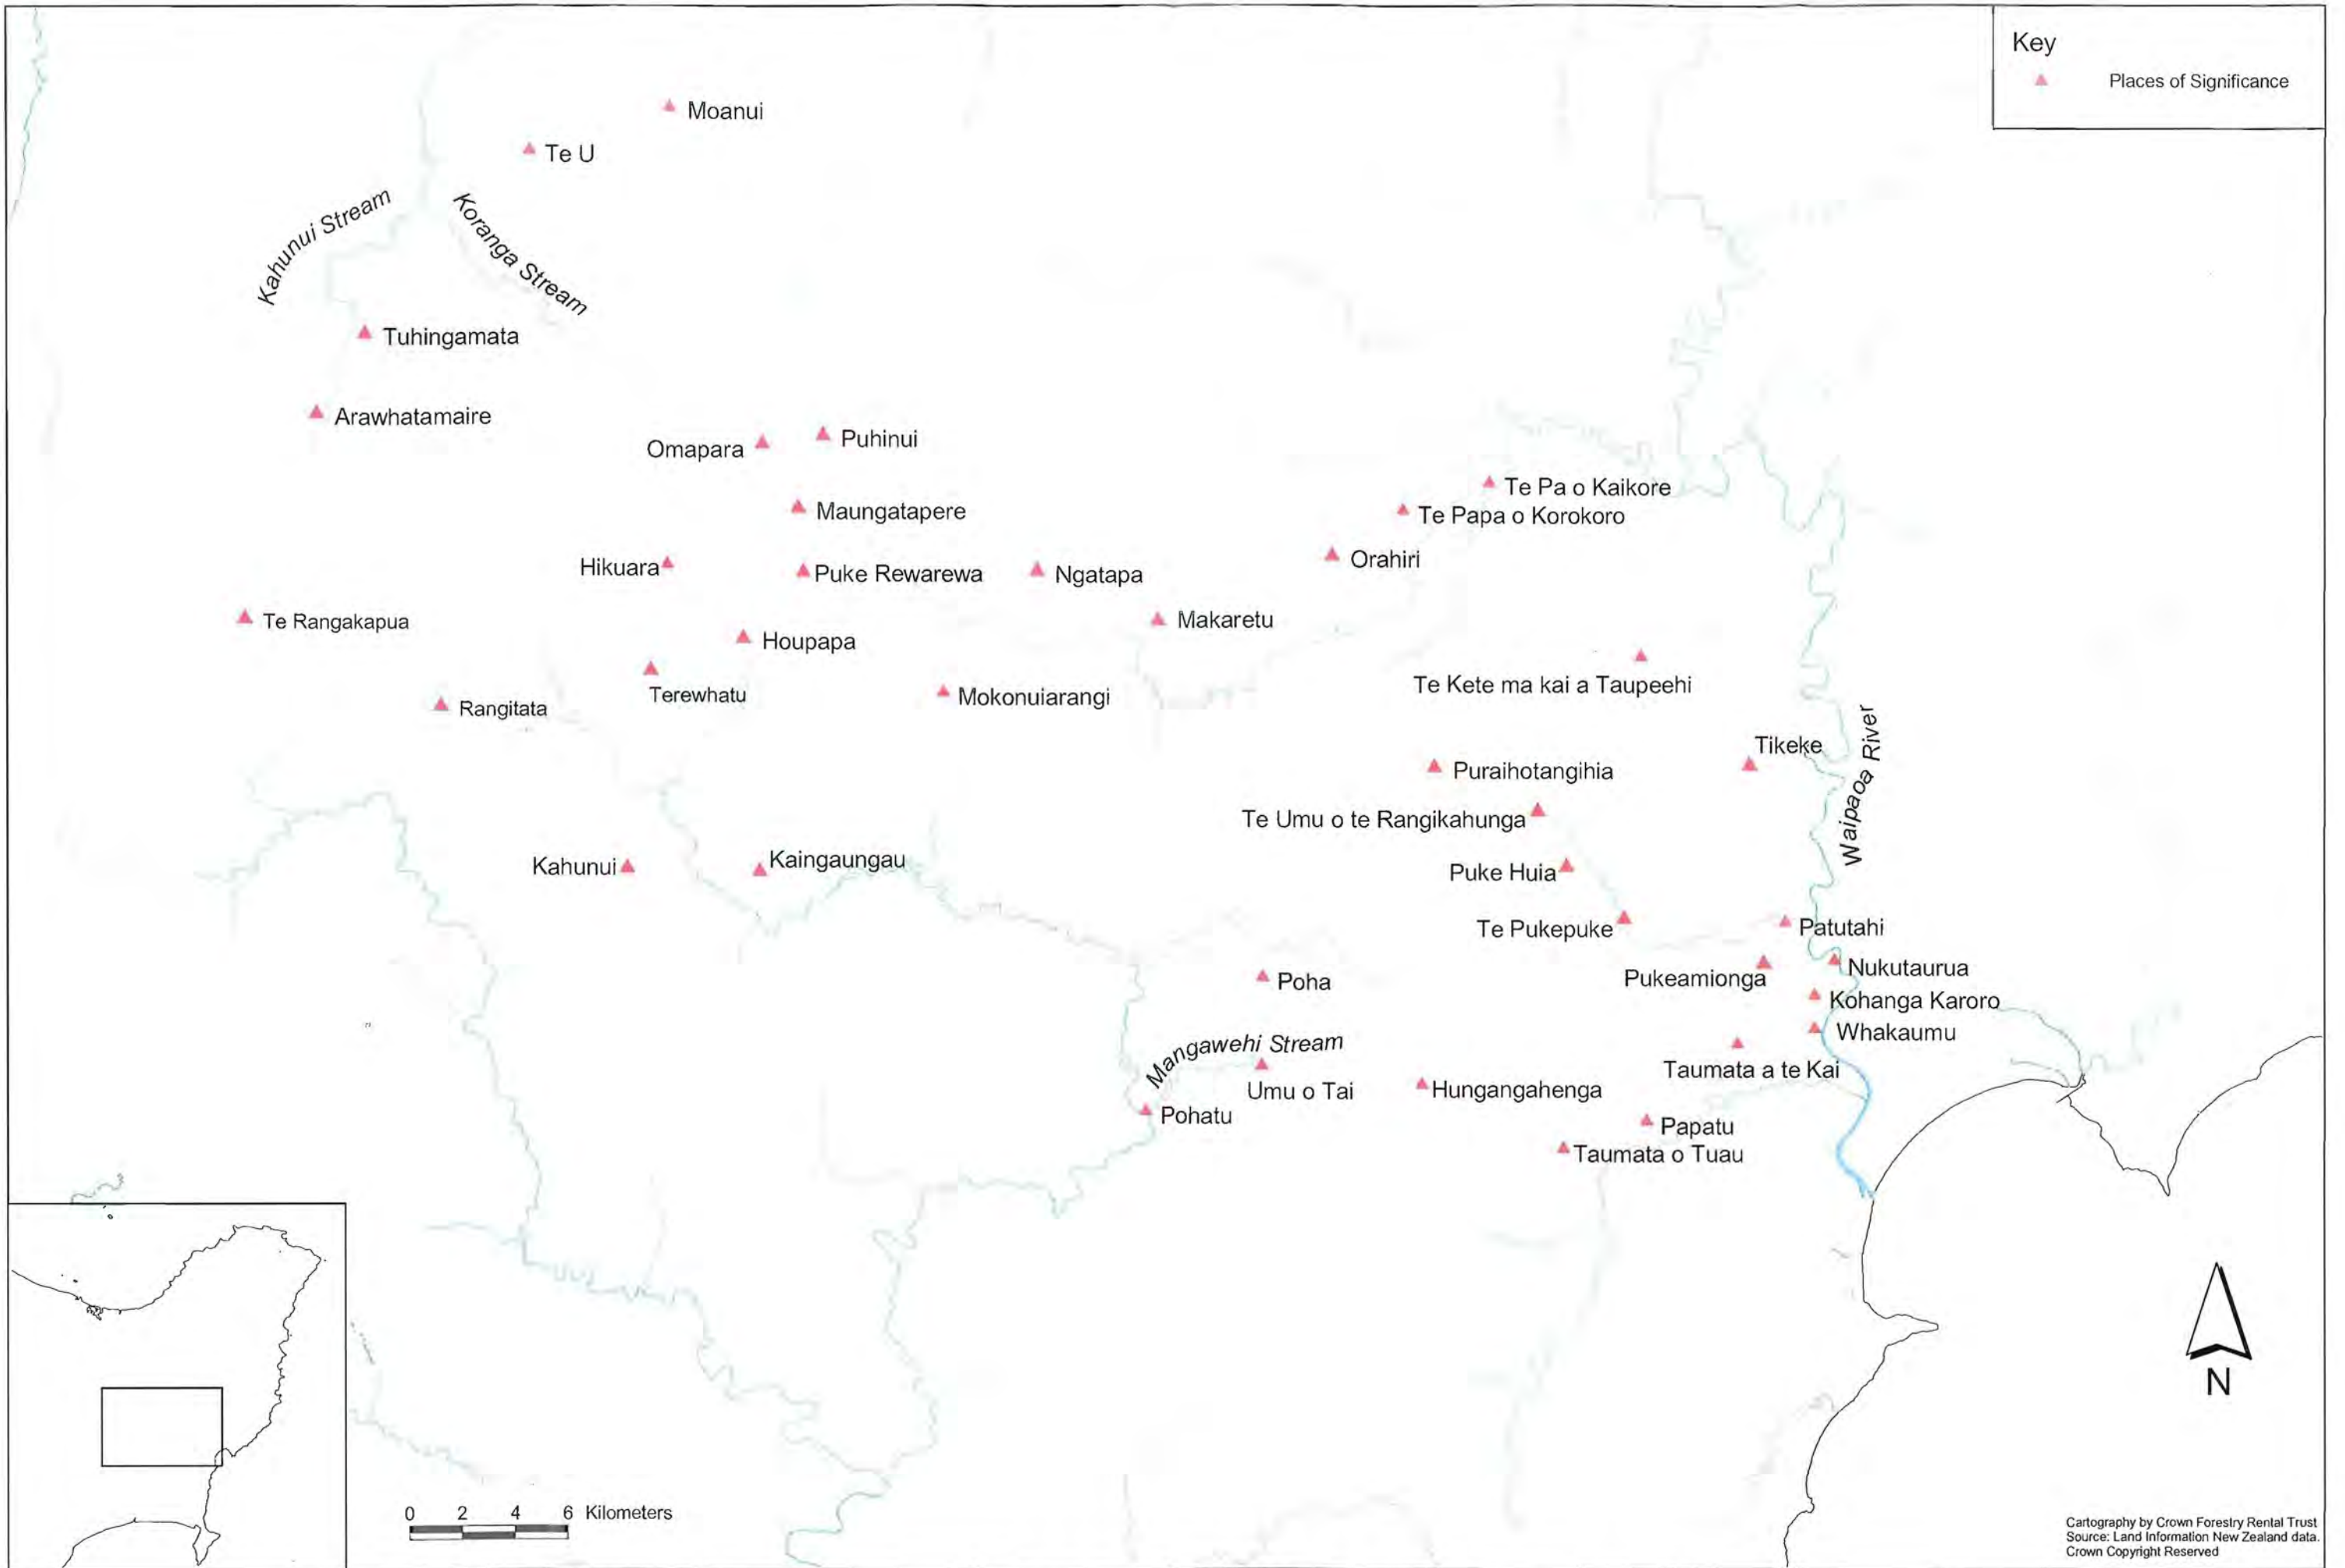 Key
Places of Significance
Moanui
Te U
Kahunui Stream
Koranga Stream
Tuhingamata
Arawhatamaire
Omapara
Puhinui
Te Pa o Kaikore
Maungatapere
Te Papa o Korokoro
Hikuara
Puke Rewarewa
Ngatapa
Orahiri
Te Rangakapua
Makaretu
Houpapa
Terewhatu
Te Kete ma kai a Taupeehi
Rangitata
Mokonuiarangi
Tikeke
Waipaoa River
Puraihotangihia
Te Umu o te Rangikahunga
Kahunui
Kaingaungau
Puke Huia
Te Pukepuke
Patutahi
Pukeamionga
Nukutaurua
Poha
Kohanga Karoro
Whakaumu
Mangawehi Stream
Taumata a te Kai
Umu o Tai
Hungangahenga
Pohatu
Papatu
Taumata o Tuau
N
0 2 4 6 Kilometers
Cartography by Crown Forestry Rental Trust
Source: Land Information New Zealand data.
Crown Copyright Reserved